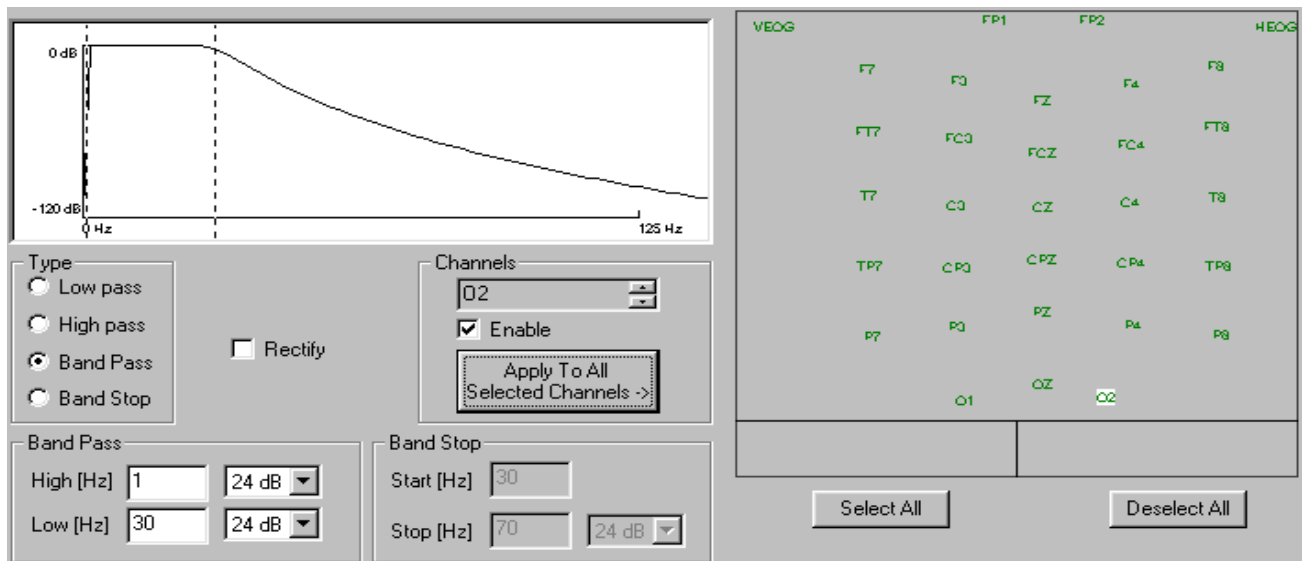 0 dB
-120 dB
0 Hz
125 Hz
Type
Low pass
High pass
Band Pass
Band Stop
Rectify
Channels
O2
Enable
Apply To All
Selected Channels ->
Band Pass
High [Hz] 1 24 dB
Low [Hz] 30 24 dB
Band Stop
Start [Hz] 30
Stop [Hz] 70 24 dB
VEOG FP1 FP2 HEOG
F7 F3 FZ F4 F8
FT7 FC3 FCZ FC4 FT8
T7 C3 CZ C4 T8
TP7 CP3 CPZ CP4 TP8
P7 P3 PZ P4 P8
O1 OZ O2
Select All
Deselect All